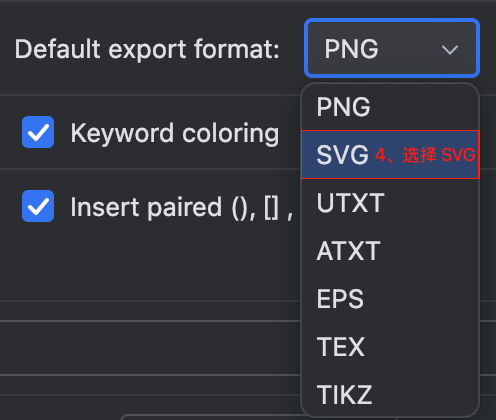 Default export format: PNG
PNG
Keyword coloring
SVG 4、选择 SVG
Insert paired (), [] ,
UTXT
ATXT
EPS
TEX
TIKZ